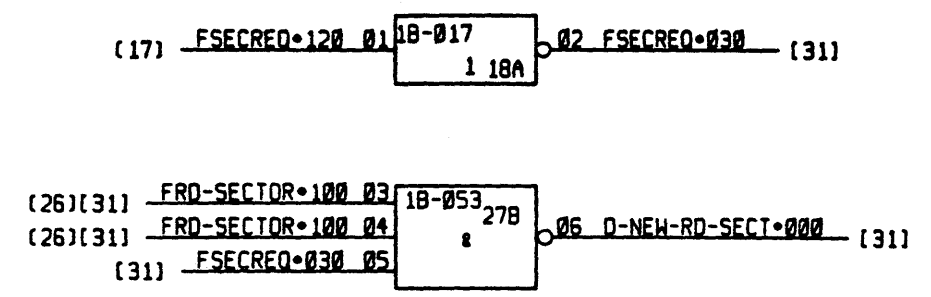 [17] FSECREQ•120 01 1B-017 02 FSECREQ•030 [31]
1 18A
[26][31] FRD-SECTOR•100 03 1B-053
27B
[26][31] FRD-SECTOR•100 04 & 06 D-NEW-RD-SECT•000 [31]
[31] FSECREQ•030 05